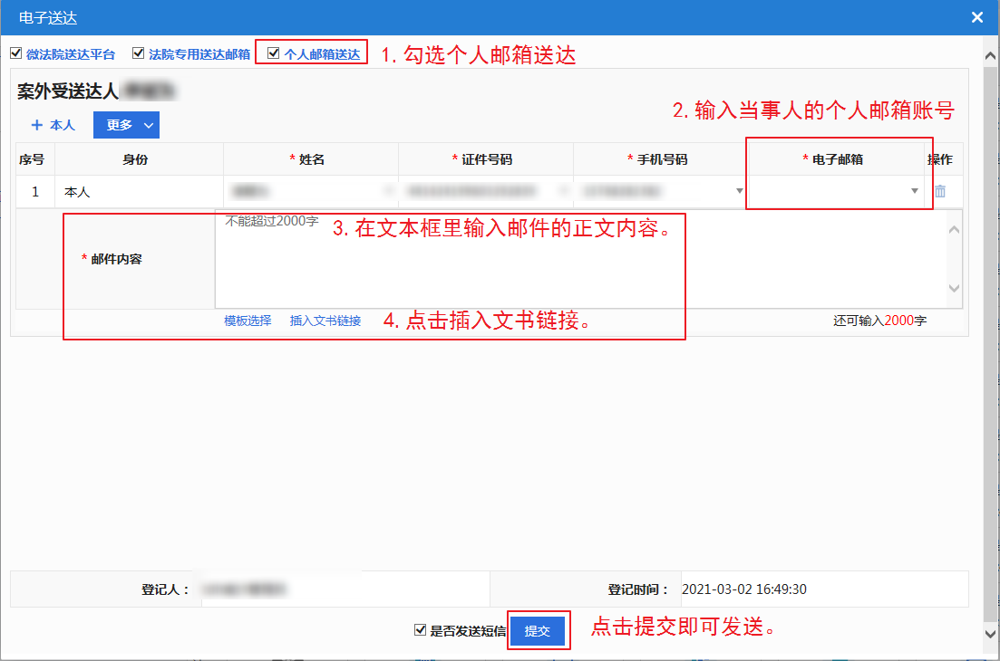 电子送达
微法院送达平台 法院专用送达邮箱 个人邮箱送达 1. 勾选个人邮箱送达
案外受送达人
2. 输入当事人的个人邮箱账号
+ 本人 更多
序号 身份 * 姓名 * 证件号码 * 手机号码 * 电子邮箱 操作
1 本人
不能超过2000字
3. 在文本框里输入邮件的正文内容。
* 邮件内容
模板选择 插入文书链接 4. 点击插入文书链接。 还可输入2000字
登记人： 登记时间： 2021-03-02 16:49:30
是否发送短信 提交 点击提交即可发送。